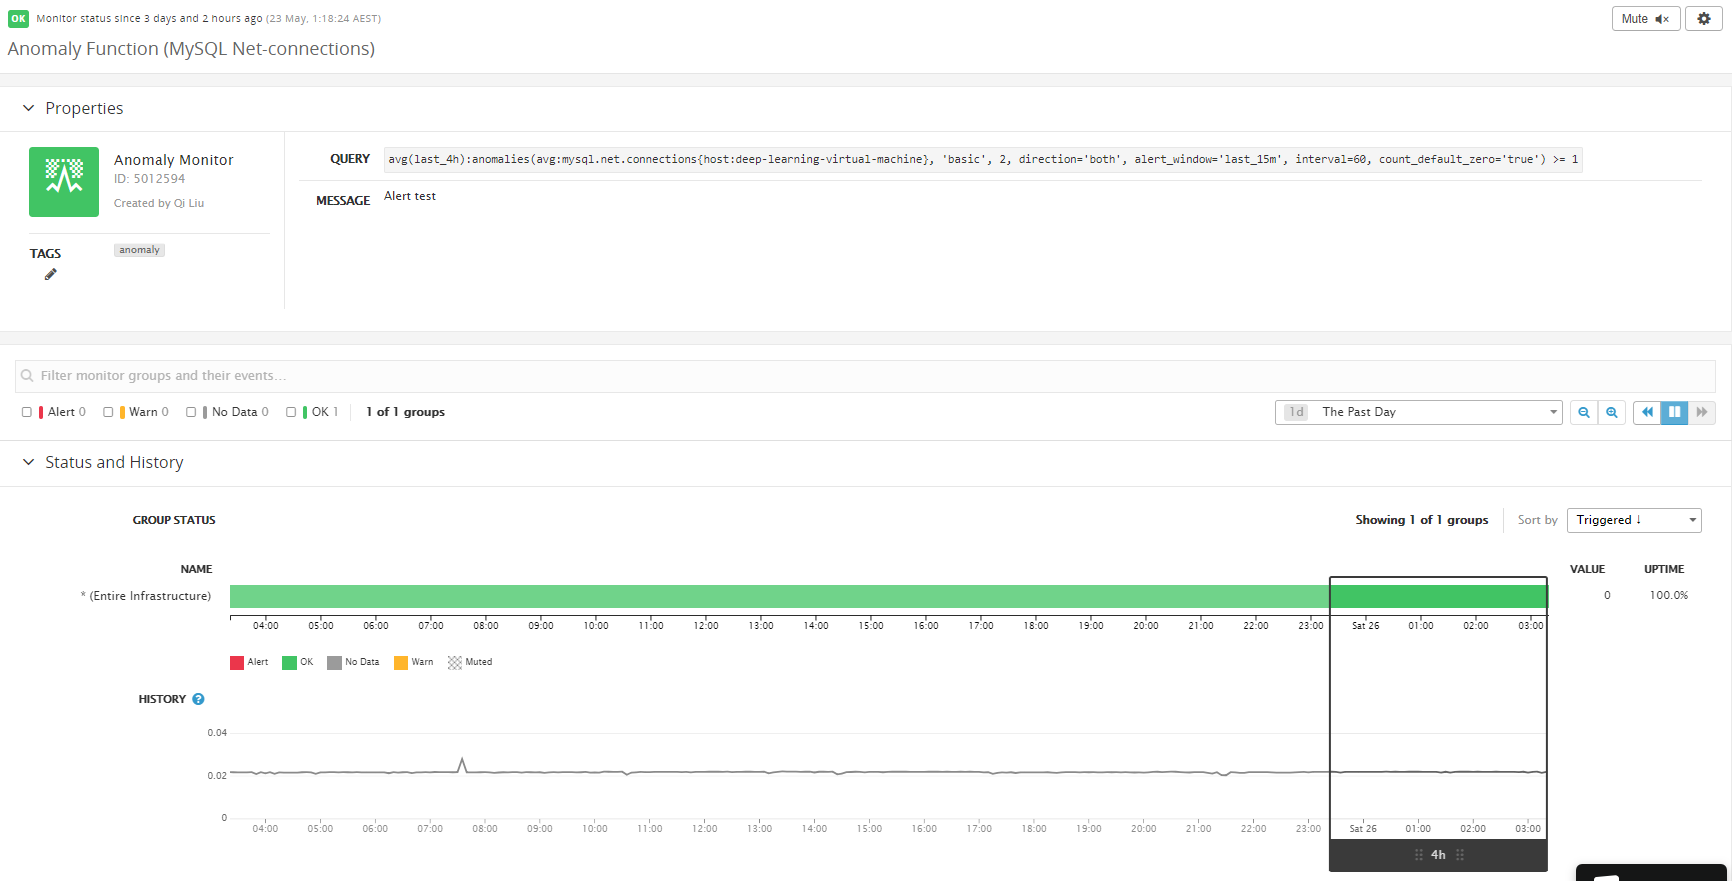 OK Monitor status since 3 days and 2 hours ago (23 May, 1:18:24 AEST)
Mute
Anomaly Function (MySQL Net-connections)
Properties
Anomaly Monitor
ID: 5012594
Created by Qi Liu
TAGS anomaly
QUERY avg(last_4h):anomalies(avg:mysql.net.connections{host:deep-learning-virtual-machine}, 'basic', 2, direction='both', alert_window='last_15m', interval=60, count_default_zero='true') >= 1
MESSAGE Alert test
Filter monitor groups and their events...
Alert 0 Warn 0 No Data 0 OK 1 1 of 1 groups
1d The Past Day
Status and History
GROUP STATUS
Showing 1 of 1 groups Sort by Triggered ↓
NAME VALUE UPTIME
* (Entire Infrastructure) 0 100.0%
04:00 05:00 06:00 07:00 08:00 09:00 10:00 11:00 12:00 13:00 14:00 15:00 16:00 17:00 18:00 19:00 20:00 21:00 22:00 23:00 Sat 26 01:00 02:00 03:00
Alert OK No Data Warn Muted
HISTORY ?
0.04
0.02
0
04:00 05:00 06:00 07:00 08:00 09:00 10:00 11:00 12:00 13:00 14:00 15:00 16:00 17:00 18:00 19:00 20:00 21:00 22:00 23:00 Sat 26 01:00 02:00 03:00
4h